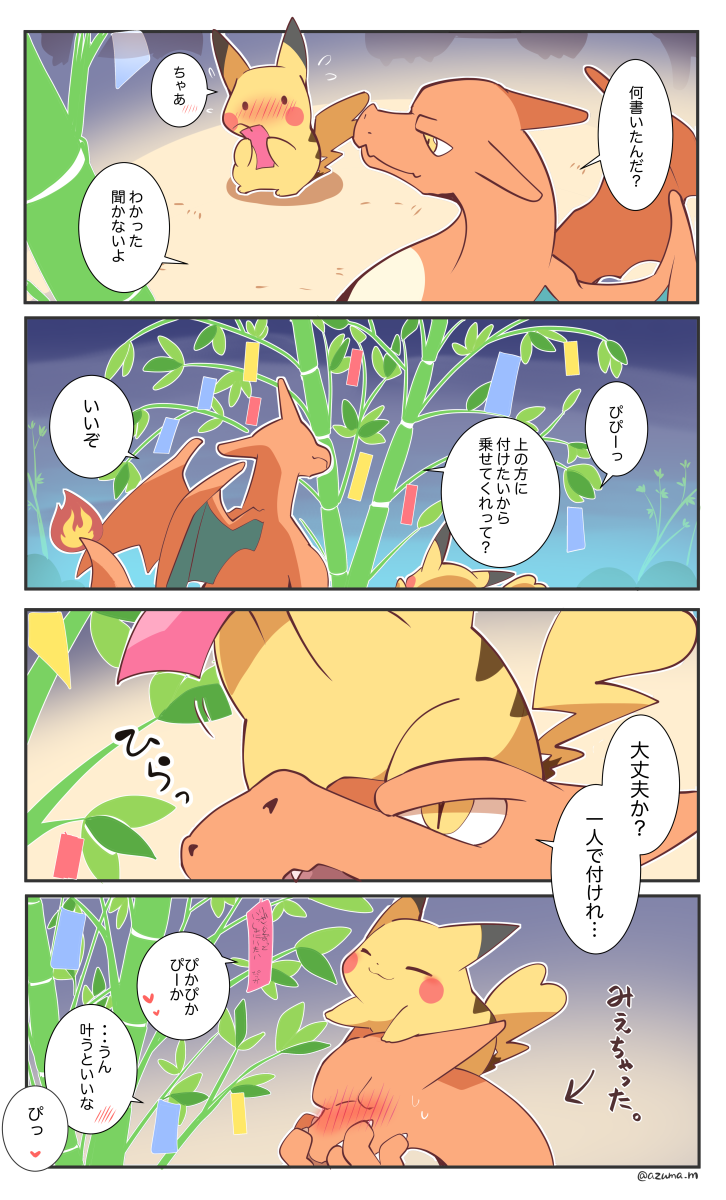 何書いたんだ？
ちゃあ
わかった
聞かないよ
ぴぴーっ
上の方に
付けたいから
乗せてくれって？
いいぞ
大丈夫か？
一人で付けれ…
ひらっ
ぴかぴか
ぴーか
…うん
叶うといいな
ぴっ
みえちゃった。
@azuma.m